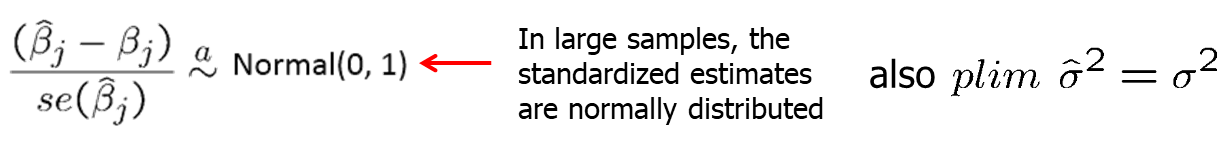 (β̂ⱼ − βⱼ) / se(β̂ⱼ) ~ᵃ Normal(0, 1)
In large samples, the
standardized estimates
are normally distributed
also plim σ̂² = σ²